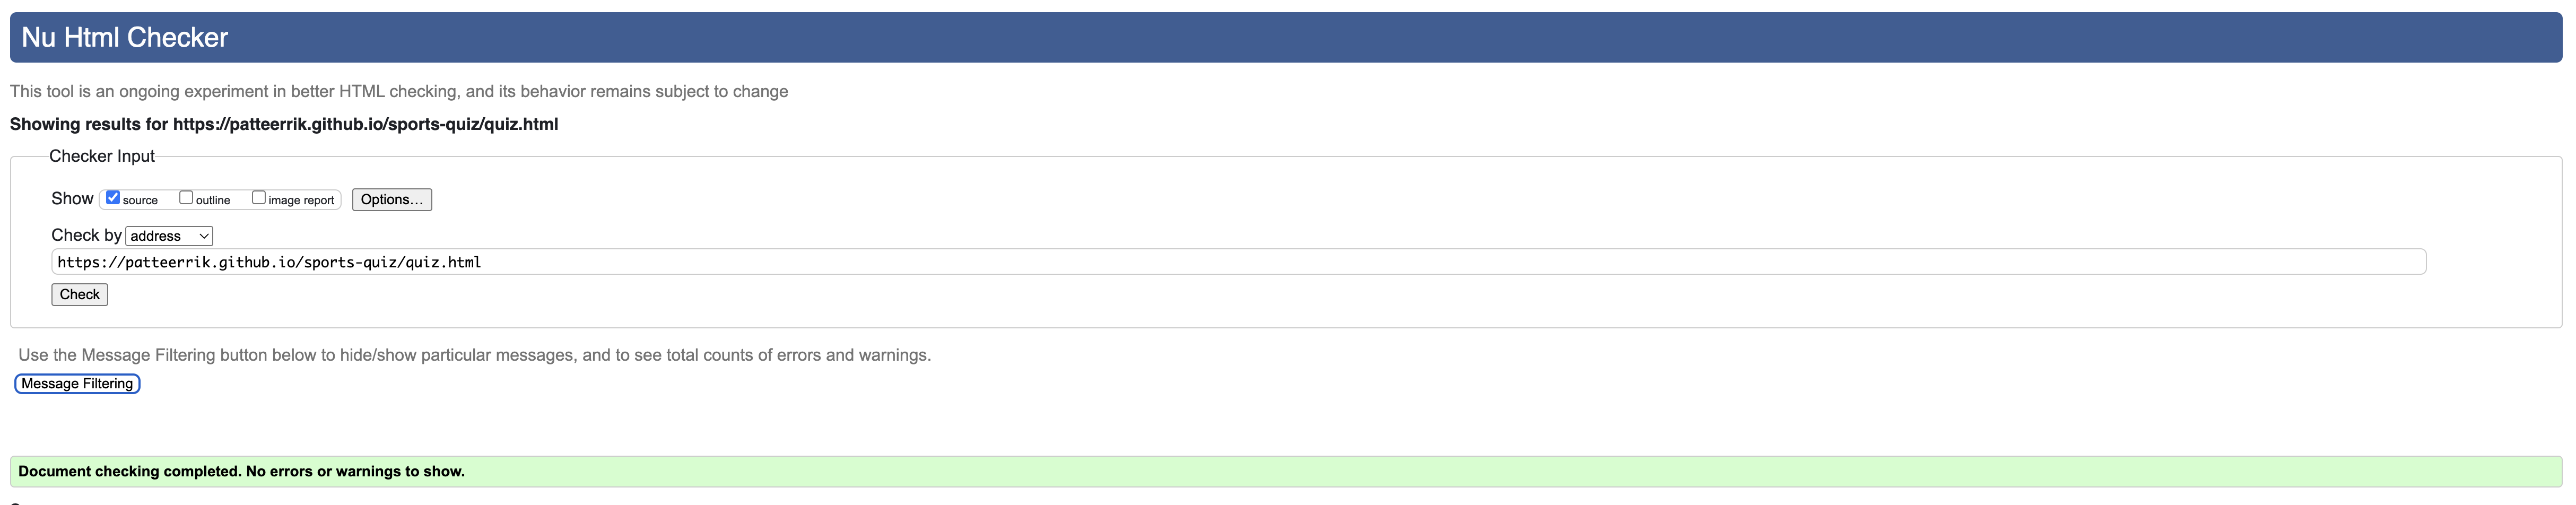 Nu Html Checker
This tool is an ongoing experiment in better HTML checking, and its behavior remains subject to change
Showing results for https://patteerrik.github.io/sports-quiz/quiz.html
Checker Input
Show source outline image report Options...
Check by address
https://patteerrik.github.io/sports-quiz/quiz.html
Check
Use the Message Filtering button below to hide/show particular messages, and to see total counts of errors and warnings.
Message Filtering
Document checking completed. No errors or warnings to show.